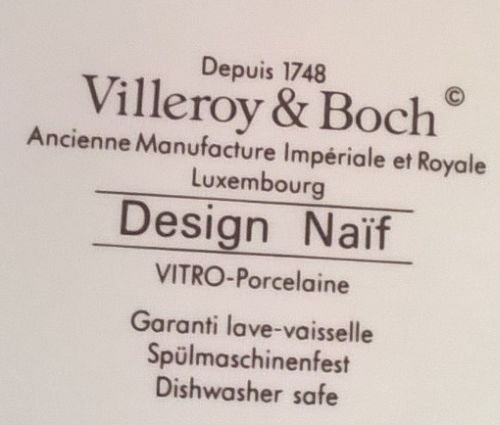 Depuis 1748
Villeroy & Boch ©
Ancienne Manufacture Impériale et Royale
Luxembourg
Design Naïf
VITRO-Porcelaine
Garanti lave-vaisselle
Spülmaschinenfest
Dishwasher safe